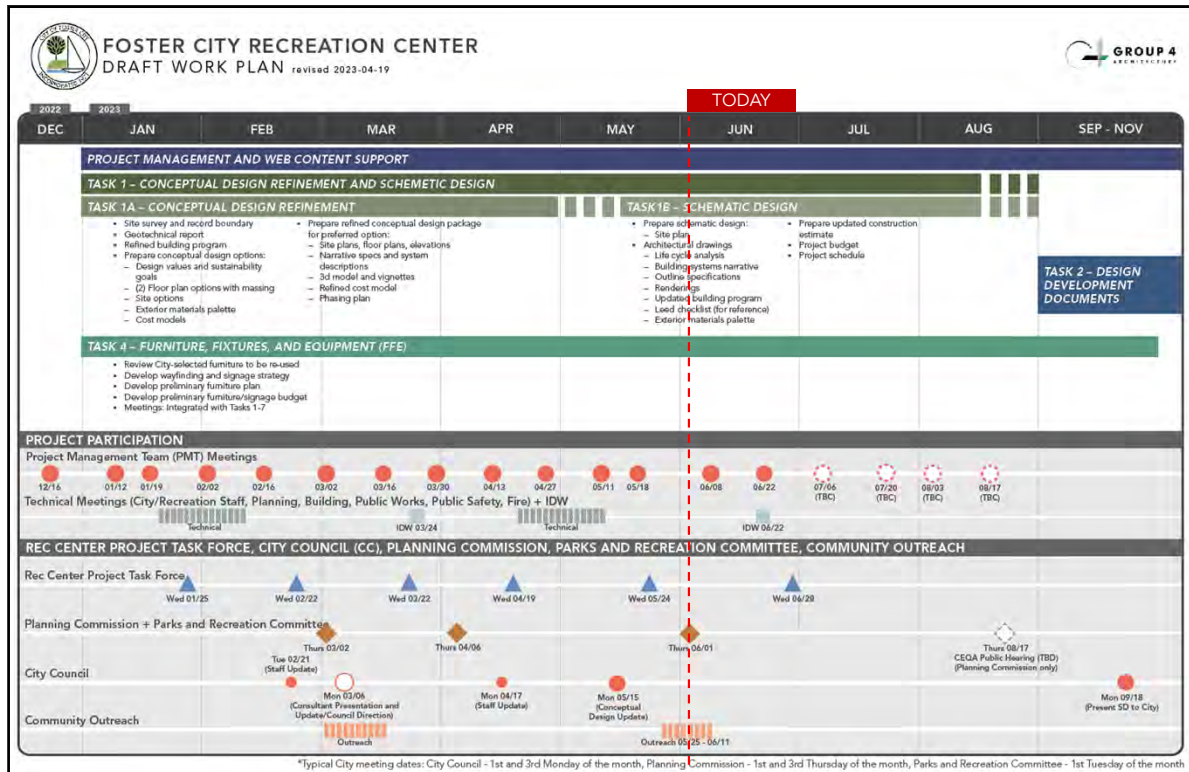 FOSTER CITY RECREATION CENTER
DRAFT WORK PLAN revised 2023-04-19
GROUP 4
ARCHITECTURE
TODAY
2022 2023
DEC JAN FEB MAR APR MAY JUN JUL AUG SEP - NOV
PROJECT MANAGEMENT AND WEB CONTENT SUPPORT
TASK 1 – CONCEPTUAL DESIGN REFINEMENT AND SCHEMETIC DESIGN
TASK 1A – CONCEPTUAL DESIGN REFINEMENT
• Site survey and record boundary
• Geotechnical report
• Refined building program
• Prepare conceptual design options:
– Design values and sustainability
goals
– (2) Floor plan options with massing
– Site options
– Exterior materials palette
– Cost models
• Prepare refined conceptual design package
for preferred option:
– Site plans, floor plans, elevations
– Narrative specs and system
descriptions
– 3d model and vignettes
– Refined cost model
– Phasing plan
TASK1B – SCHEMATIC DESIGN
• Prepare schematic design:
– Site plan
• Architectural drawings
– Life cycle analysis
– Building systems narrative
– Outline specifications
– Renderings
– Updated building program
– Leed checklist (for reference)
– Exterior materials palette
• Prepare updated construction
estimate
• Project budget
• Project schedule
TASK 2 – DESIGN
DEVELOPMENT
DOCUMENTS
TASK 4 – FURNITURE, FIXTURES, AND EQUIPMENT (FFE)
• Review City-selected furniture to be re-used
• Develop wayfinding and signage strategy
• Develop preliminary furniture plan
• Develop preliminary furniture/signage budget
• Meetings: Integrated with Tasks 1-7
PROJECT PARTICIPATION
Project Management Team (PMT) Meetings
12/16 01/12 01/19 02/02 02/16 03/02 03/16 03/30 04/13 04/27 05/11 05/18 06/08 06/22 07/06 07/20 08/03 08/17
(TBC) (TBC) (TBC) (TBC)
Technical Meetings (City/Recreation Staff, Planning, Building, Public Works, Public Safety, Fire) + IDW
Technical IDW 03/24 Technical IDW 06/22
REC CENTER PROJECT TASK FORCE, CITY COUNCIL (CC), PLANNING COMMISSION, PARKS AND RECREATION COMMITTEE, COMMUNITY OUTREACH
Rec Center Project Task Force
Wed 01/25 Wed 02/22 Wed 03/22 Wed 04/19 Wed 05/24 Wed 06/28
Planning Commission + Parks and Recreation Committee
Thurs 03/02 Thurs 04/06 Thurs 06/01 Thurs 08/17
CEQA Public Hearing (TBD)
(Planning Commission only)
Tue 02/21
(Staff Update)
City Council
Mon 03/06
(Consultant Presentation and
Update/Council Direction)
Mon 04/17
(Staff Update)
Mon 05/15
(Conceptual
Design Update)
Mon 09/18
(Present SD to City)
Community Outreach
Outreach Outreach 05/25 - 06/11
*Typical City meeting dates: City Council - 1st and 3rd Monday of the month, Planning Commission - 1st and 3rd Thursday of the month, Parks and Recreation Committee - 1st Tuesday of the month